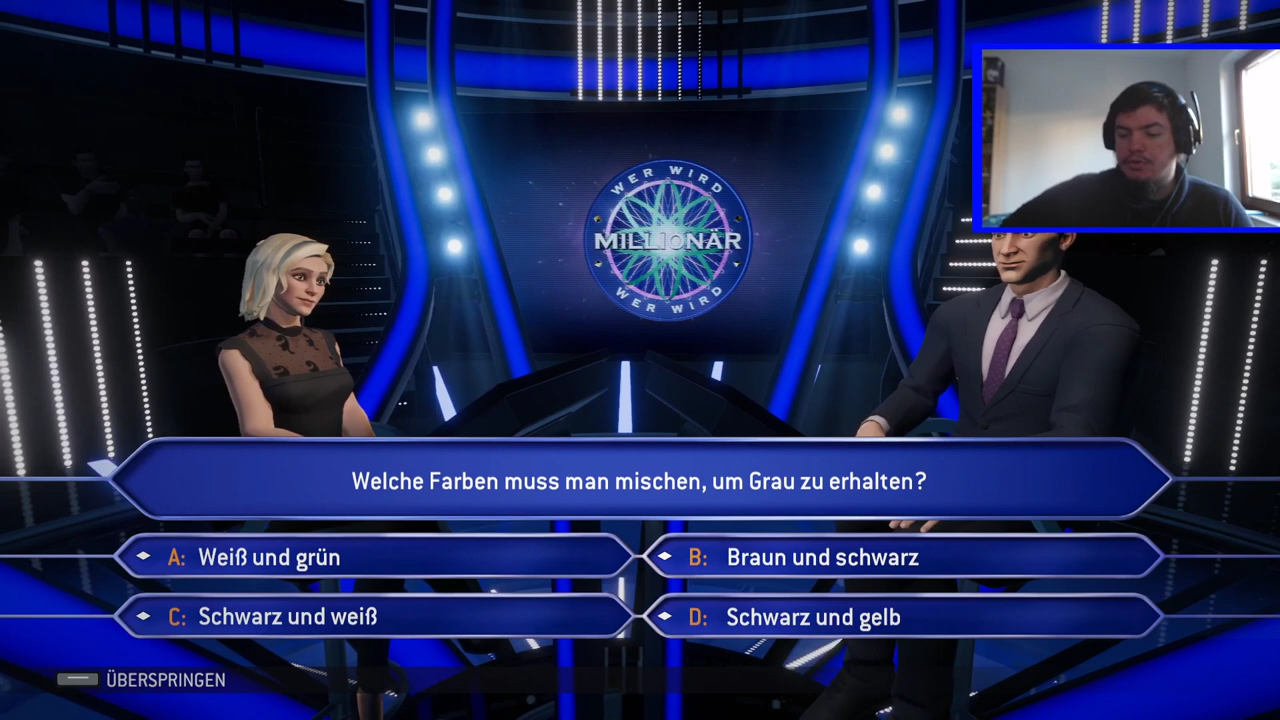 WER WIRD
MILLIONÄR
WER WIRD
Welche Farben muss man mischen, um Grau zu erhalten?
A: Weiß und grün
B: Braun und schwarz
C: Schwarz und weiß
D: Schwarz und gelb
ÜBERSPRINGEN